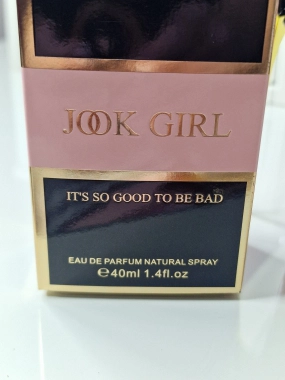 JOOK GIRL
IT'S SO GOOD TO BE BAD
EAU DE PARFUM NATURAL SPRAY
℮40ml 1.4fl.oz